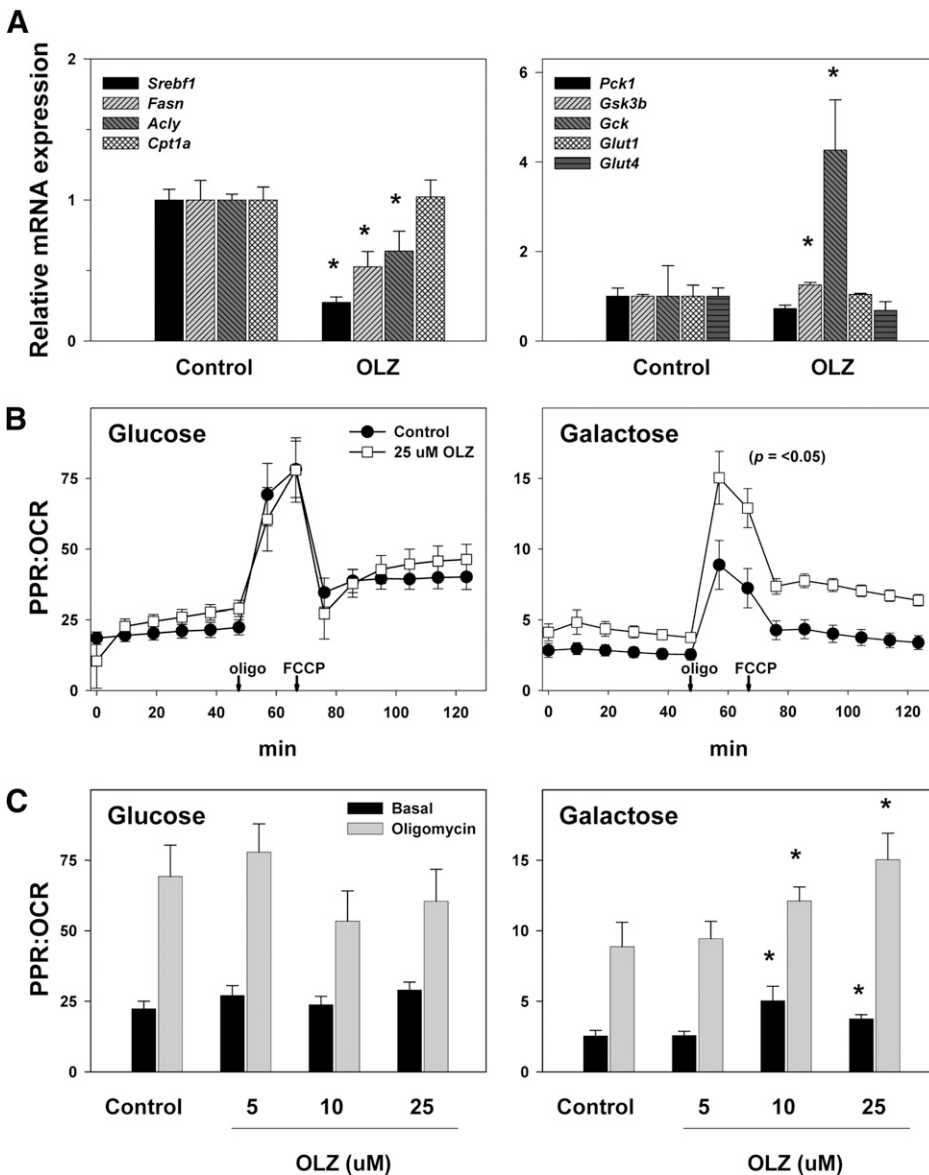 A
Relative mRNA expression
2
1
0
Srebf1
Fasn
Acly
Cpt1a
*
*
*
Control
OLZ
6
4
2
0
Pck1
Gsk3b
Gck
Glut1
Glut4
*
*
Control
OLZ
B
PPR:OCR
75
50
25
0
Glucose
Control
25 uM OLZ
oligo
FCCP
0 20 40 60 80 100 120
min
15
10
5
0
Galactose
(p = <0.05)
oligo
FCCP
0 20 40 60 80 100 120
min
C
PPR:OCR
75
50
25
0
Glucose
Basal
Oligomycin
Control 5 10 25
OLZ (uM)
15
10
5
0
Galactose
*
*
*
*
Control 5 10 25
OLZ (uM)